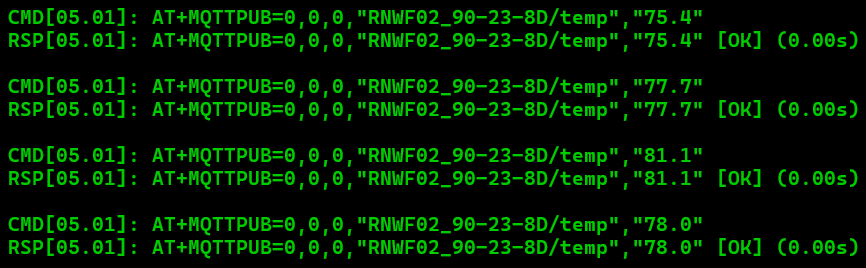 CMD[05.01]: AT+MQTTPUB=0,0,0,"RNWF02_90-23-8D/temp","75.4"
RSP[05.01]: AT+MQTTPUB=0,0,0,"RNWF02_90-23-8D/temp","75.4" [OK] (0.00s)
CMD[05.01]: AT+MQTTPUB=0,0,0,"RNWF02_90-23-8D/temp","77.7"
RSP[05.01]: AT+MQTTPUB=0,0,0,"RNWF02_90-23-8D/temp","77.7" [OK] (0.00s)
CMD[05.01]: AT+MQTTPUB=0,0,0,"RNWF02_90-23-8D/temp","81.1"
RSP[05.01]: AT+MQTTPUB=0,0,0,"RNWF02_90-23-8D/temp","81.1" [OK] (0.00s)
CMD[05.01]: AT+MQTTPUB=0,0,0,"RNWF02_90-23-8D/temp","78.0"
RSP[05.01]: AT+MQTTPUB=0,0,0,"RNWF02_90-23-8D/temp","78.0" [OK] (0.00s)